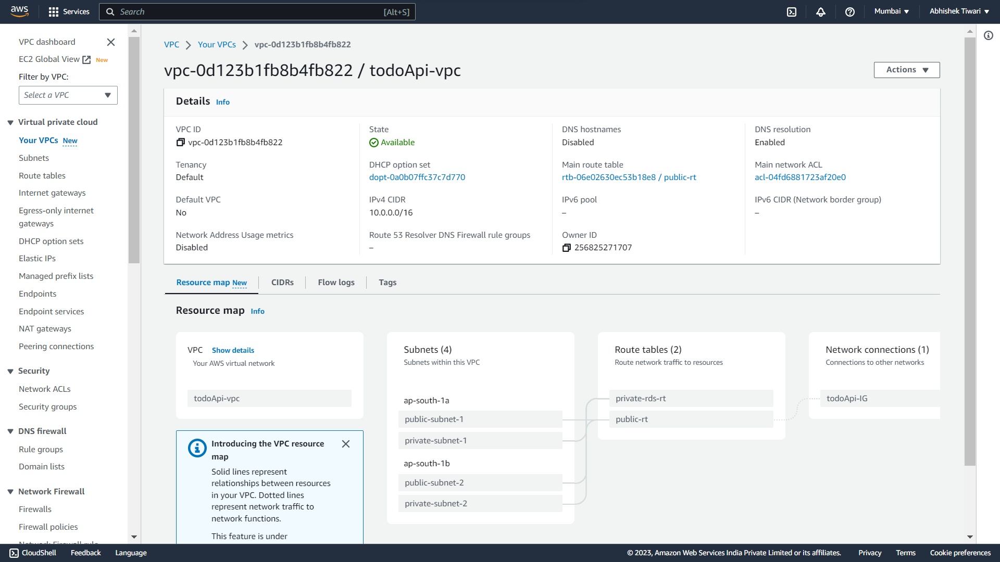 aws
Services
Search
[Alt+S]
Mumbai
Abhishek Tiwari
VPC dashboard
EC2 Global View New
Filter by VPC:
Select a VPC
Virtual private cloud
Your VPCs New
Subnets
Route tables
Internet gateways
Egress-only internet
gateways
DHCP option sets
Elastic IPs
Managed prefix lists
Endpoints
Endpoint services
NAT gateways
Peering connections
Security
Network ACLs
Security groups
DNS firewall
Rule groups
Domain lists
Network Firewall
Firewalls
Firewall policies
Network Firewall rule
VPC > Your VPCs > vpc-0d123b1fb8b4fb822
vpc-0d123b1fb8b4fb822 / todoApi-vpc
Actions
Details Info
VPC ID
vpc-0d123b1fb8b4fb822
State
Available
DNS hostnames
Disabled
DNS resolution
Enabled
Tenancy
Default
DHCP option set
dopt-0a0b07ffc37c7d770
Main route table
rtb-06e02630ec53b18e8 / public-rt
Main network ACL
acl-04fd6881723af20e0
Default VPC
No
IPv4 CIDR
10.0.0.0/16
IPv6 pool
–
IPv6 CIDR (Network border group)
–
Network Address Usage metrics
Disabled
Route 53 Resolver DNS Firewall rule groups
–
Owner ID
256825271707
Resource map New
CIDRs
Flow logs
Tags
Resource map Info
VPC Show details
Your AWS virtual network
todoApi-vpc
Introducing the VPC resource
map
Solid lines represent
relationships between resources
in your VPC. Dotted lines
represent network traffic to
network functions.
This feature is under
Subnets (4)
Subnets within this VPC
ap-south-1a
public-subnet-1
private-subnet-1
ap-south-1b
public-subnet-2
private-subnet-2
Route tables (2)
Route network traffic to resources
private-rds-rt
public-rt
Network connections (1)
Connections to other networks
todoApi-IG
CloudShell
Feedback
Language
© 2023, Amazon Web Services India Private Limited or its affiliates.
Privacy
Terms
Cookie preferences